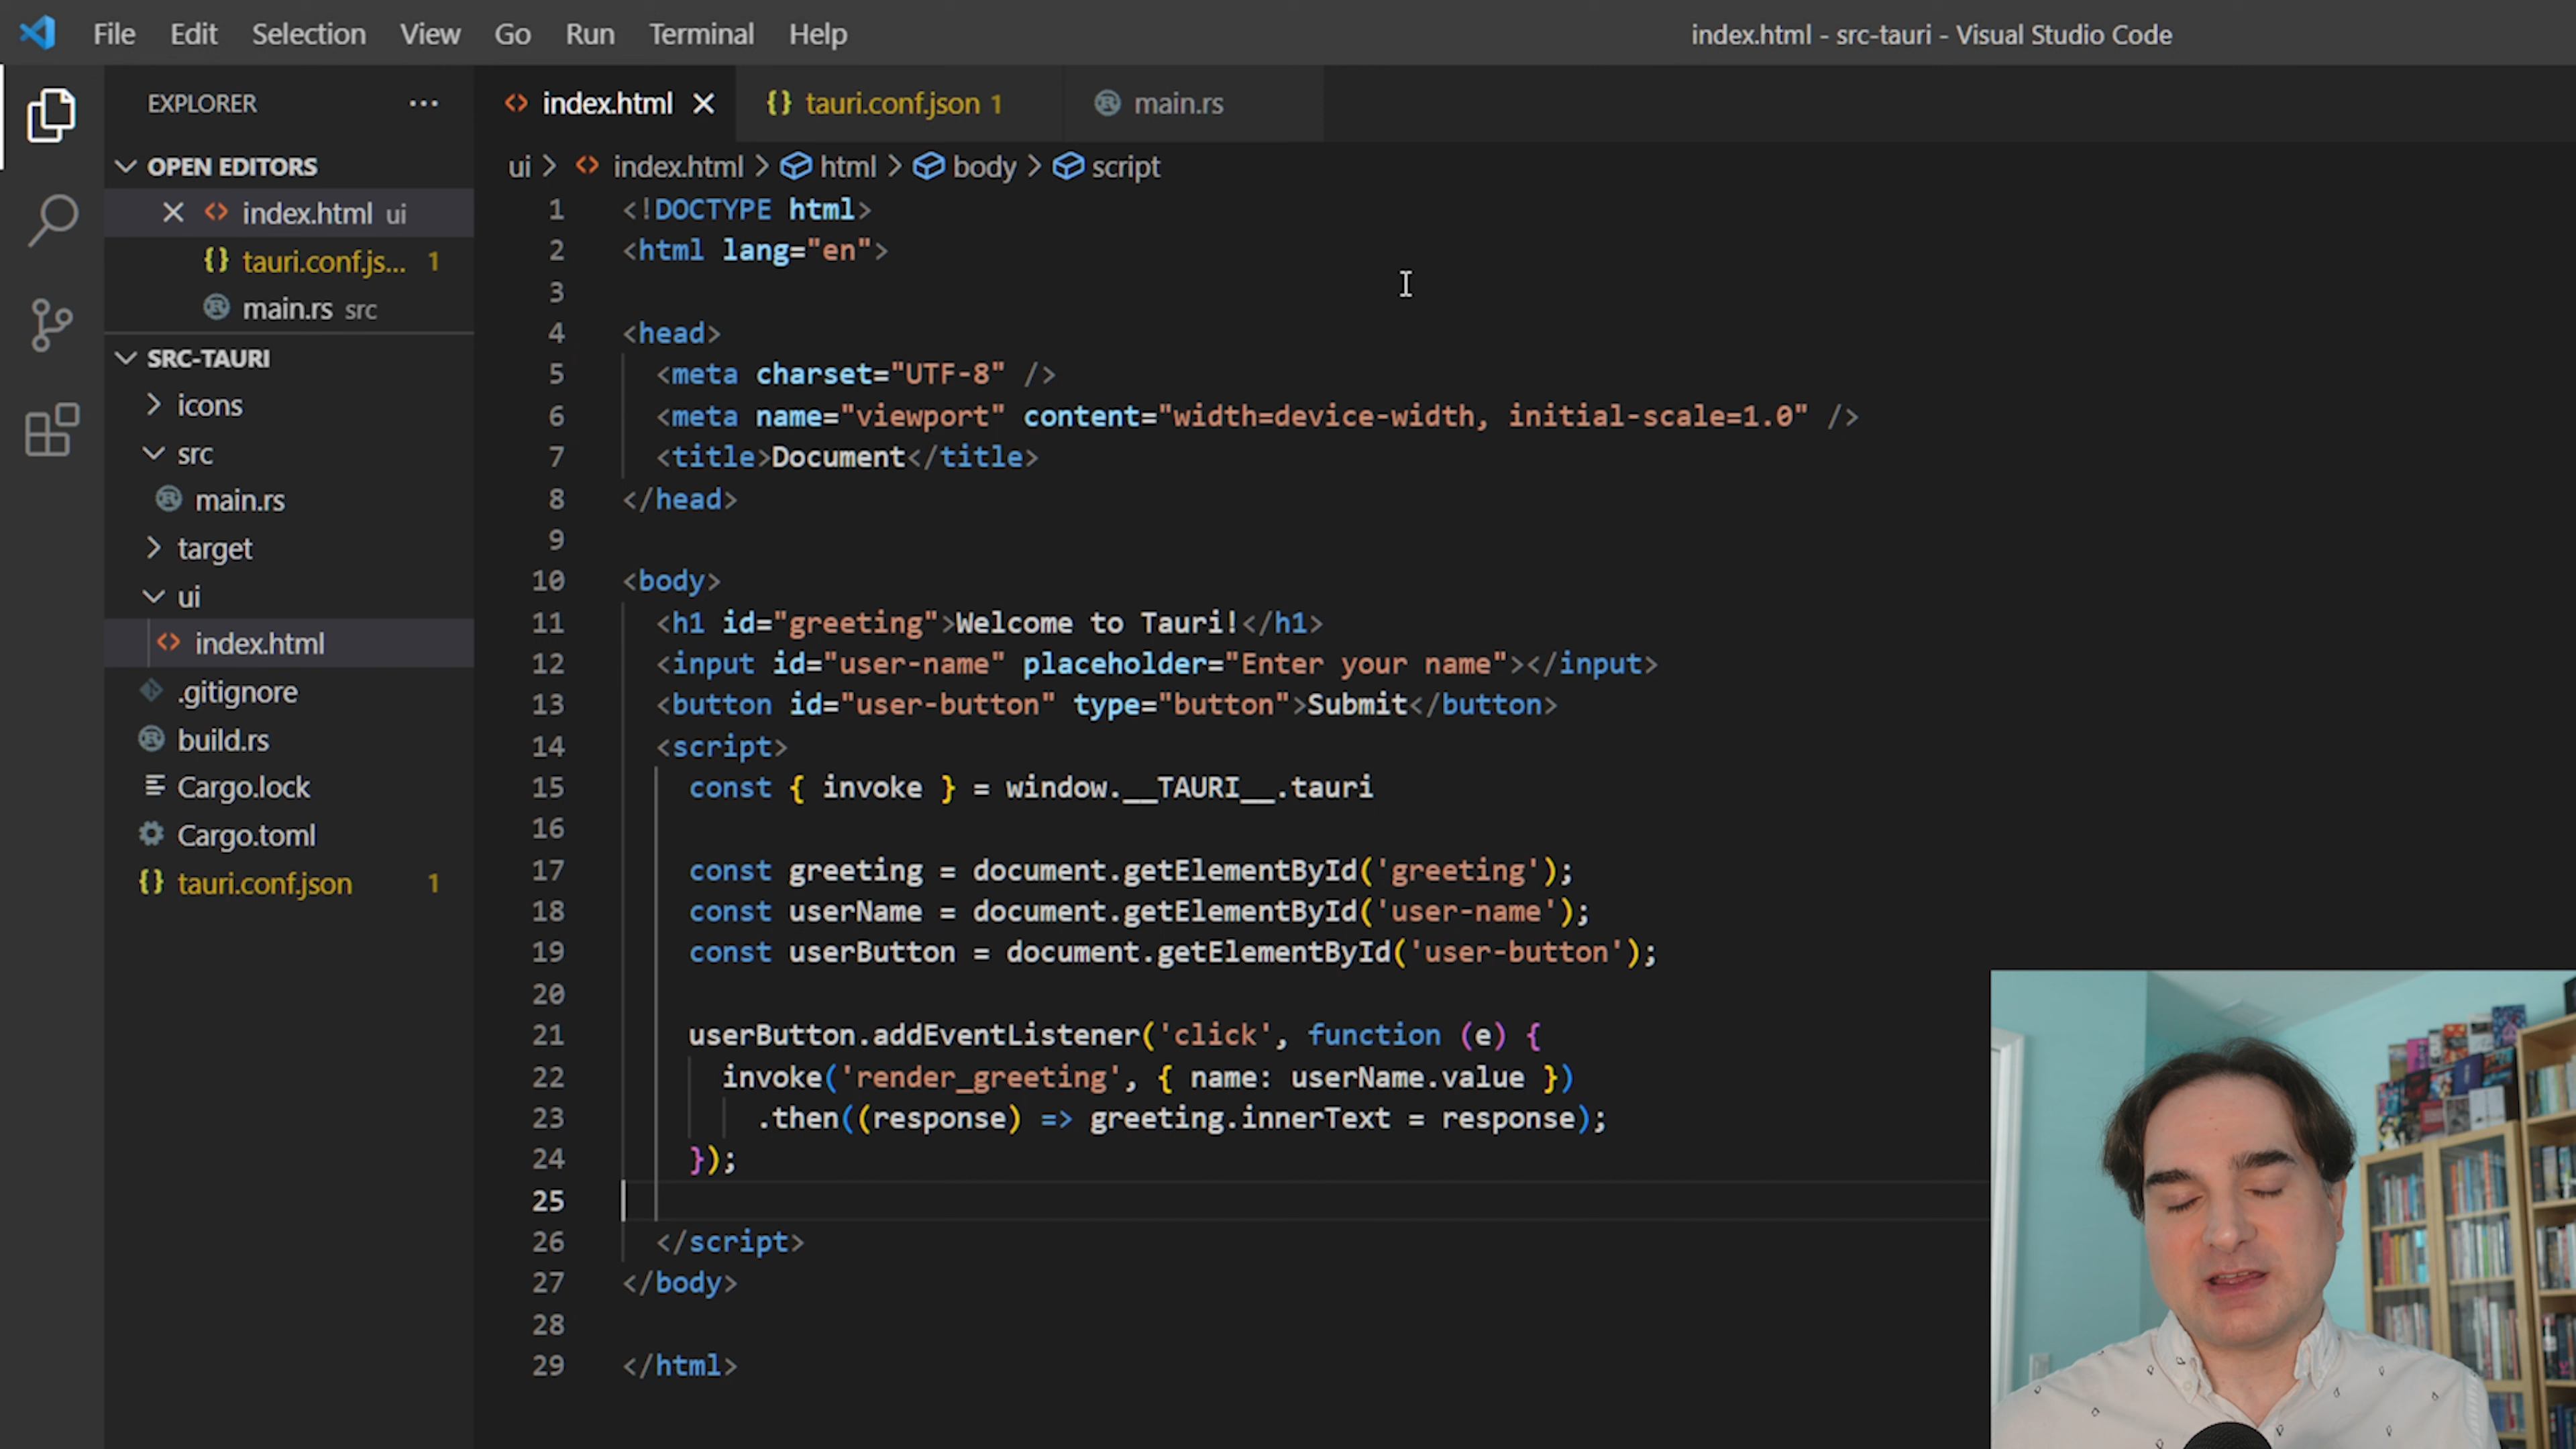 File Edit Selection View Go Run Terminal Help
index.html - src-tauri - Visual Studio Code
EXPLORER ···
OPEN EDITORS
index.html ui
{} tauri.conf.js... 1
main.rs src
SRC-TAURI
icons
src
main.rs
target
ui
index.html
.gitignore
build.rs
Cargo.lock
Cargo.toml
{} tauri.conf.json 1
index.html
{} tauri.conf.json 1
main.rs
ui > index.html > html > body > script
1 <!DOCTYPE html>
2 <html lang="en">
3
4 <head>
5 <meta charset="UTF-8" />
6 <meta name="viewport" content="width=device-width, initial-scale=1.0" />
7 <title>Document</title>
8 </head>
9
10 <body>
11 <h1 id="greeting">Welcome to Tauri!</h1>
12 <input id="user-name" placeholder="Enter your name"></input>
13 <button id="user-button" type="button">Submit</button>
14 <script>
15 const { invoke } = window.__TAURI__.tauri
16
17 const greeting = document.getElementById('greeting');
18 const userName = document.getElementById('user-name');
19 const userButton = document.getElementById('user-button');
20
21 userButton.addEventListener('click', function (e) {
22 invoke('render_greeting', { name: userName.value })
23 .then((response) => greeting.innerText = response);
24 });
25
26 </script>
27 </body>
28
29 </html>